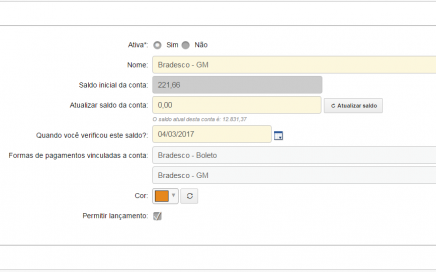 Ativa*: Sim Não
Nome: Bradesco - GM
Saldo inicial da conta: 221,66
Atualizar saldo da conta: 0,00 Atualizar saldo
O saldo atual desta conta é: 13.831,37
Quando você verificou este saldo?: 04/03/2017
Formas de pagamentos vinculadas a conta: Bradesco - Boleto
Bradesco - GM
Cor:
Permitir lançamento: